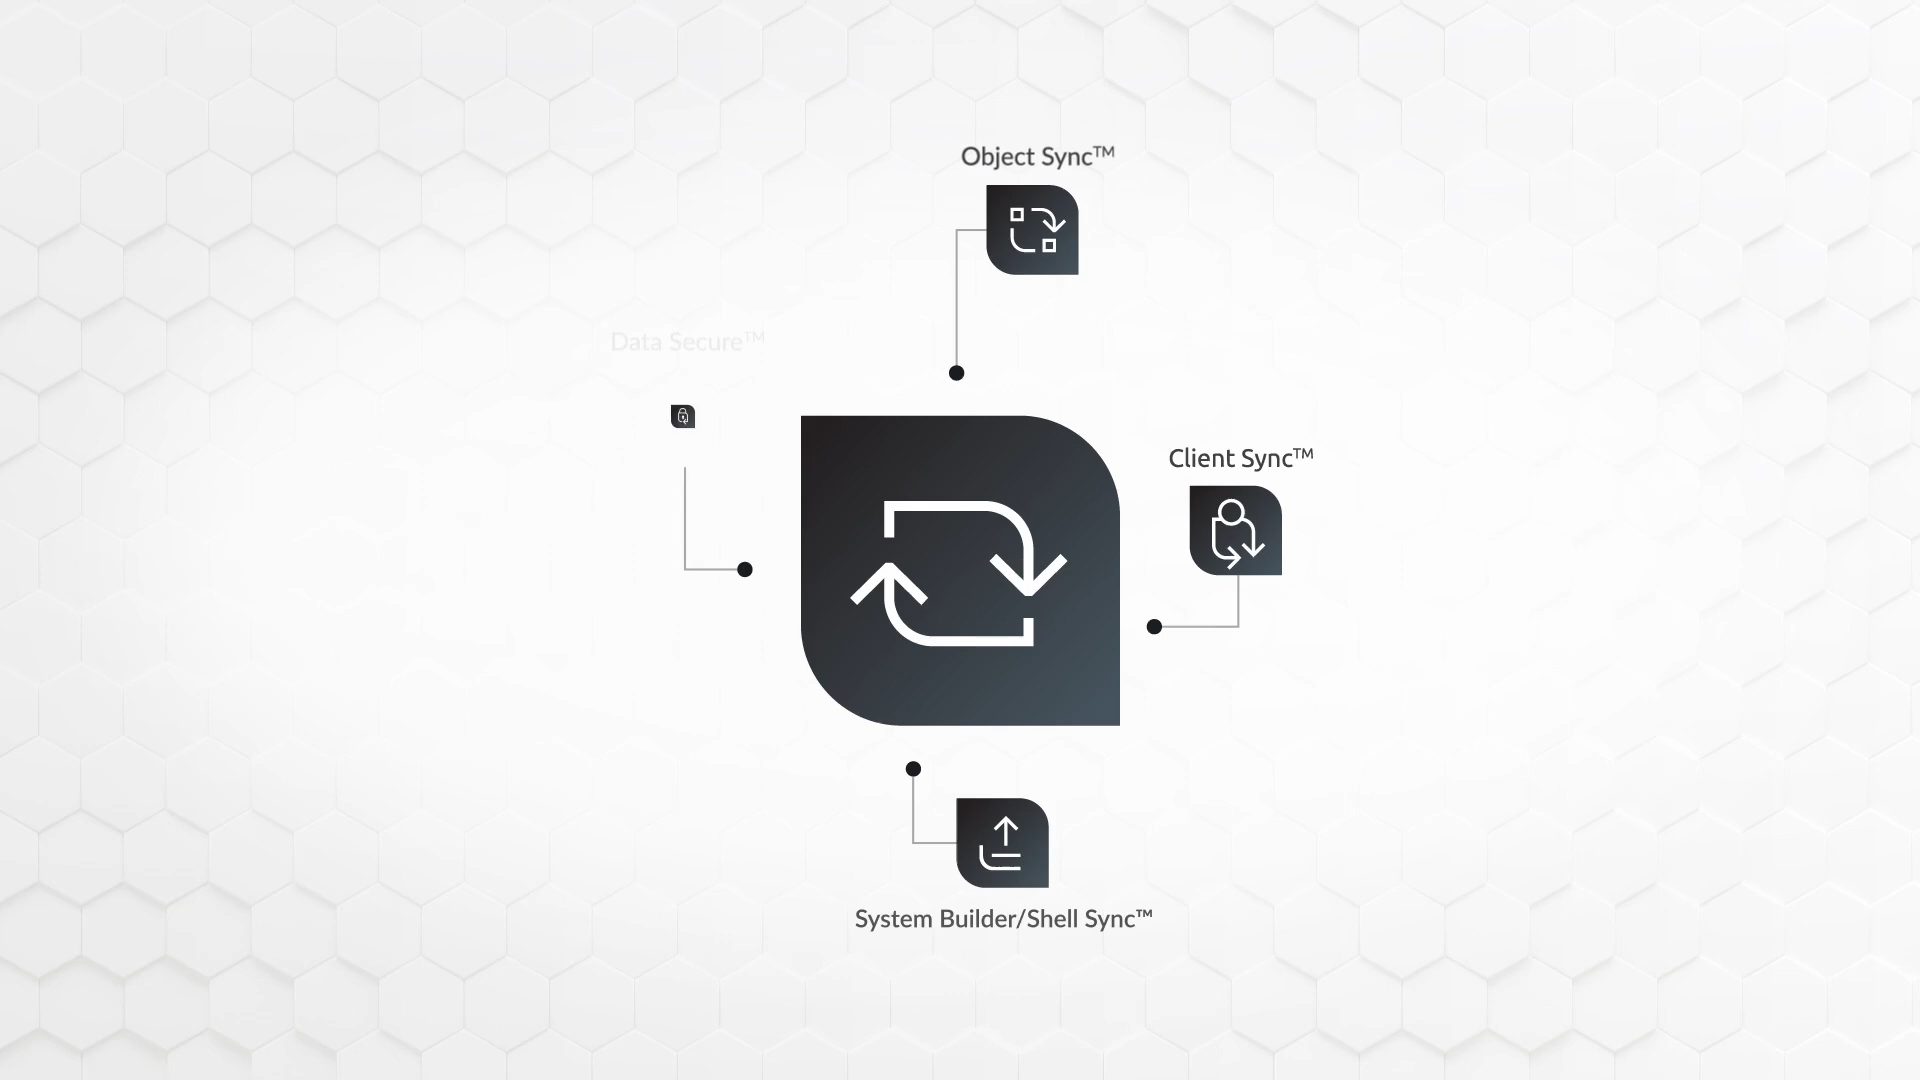 Object Sync™
Data Secure™
Client Sync™
System Builder/Shell Sync™